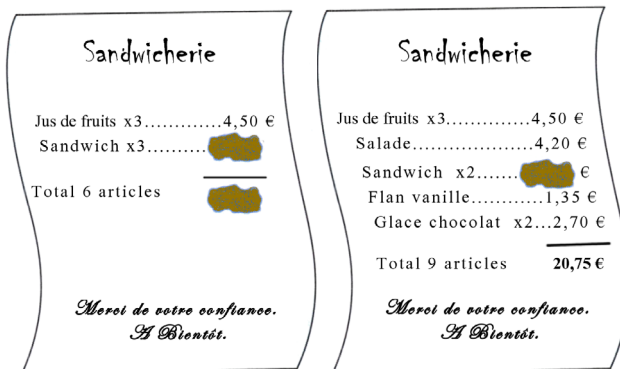 Sandwicherie
Jus de fruits x3.............4,50 €
Sandwich x3..........
Total 6 articles
Merci de votre confiance.
A Bientôt.
Sandwicherie
Jus de fruits x3..............4,50 €
Salade....................4,20 €
Sandwich x2....... €
Flan vanille............1,35 €
Glace chocolat x2...2,70 €
Total 9 articles 20,75 €
Merci de votre confiance.
A Bientôt.